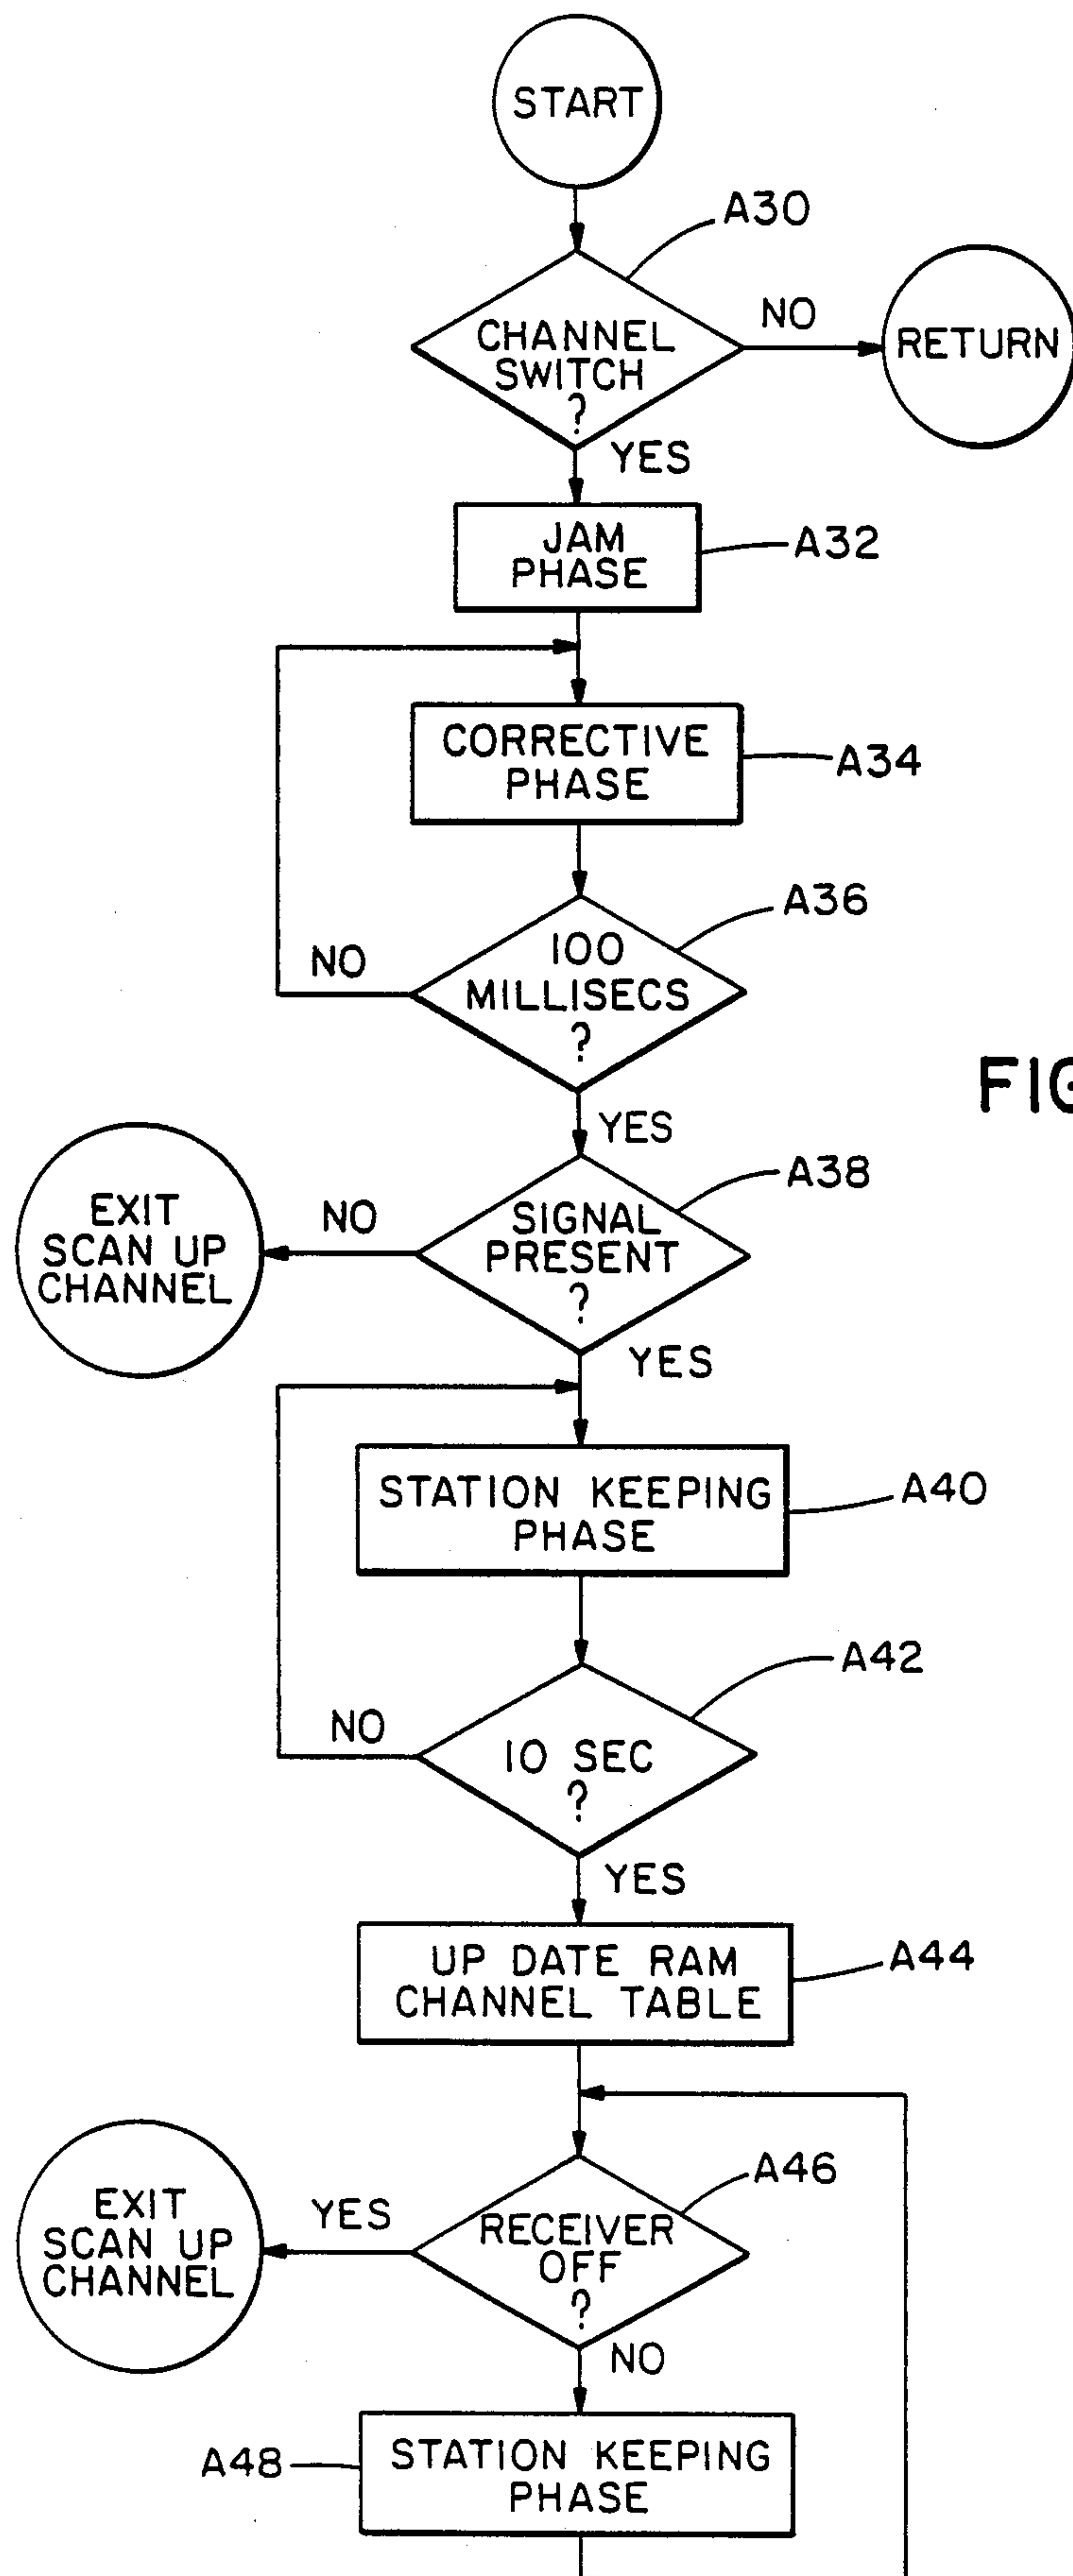 START
A30
CHANNEL
SWITCH
?
NO
RETURN
YES
JAM
PHASE
A32
CORRECTIVE
PHASE
A34
A36
100
MILLISECS
?
NO
FIG
YES
A38
SIGNAL
PRESENT
?
NO
EXIT
SCAN UP
CHANNEL
YES
STATION KEEPING
PHASE
A40
A42
10 SEC
?
NO
YES
UP DATE RAM
CHANNEL TABLE
A44
A46
RECEIVER
OFF
?
YES
EXIT
SCAN UP
CHANNEL
NO
A48
STATION KEEPING
PHASE